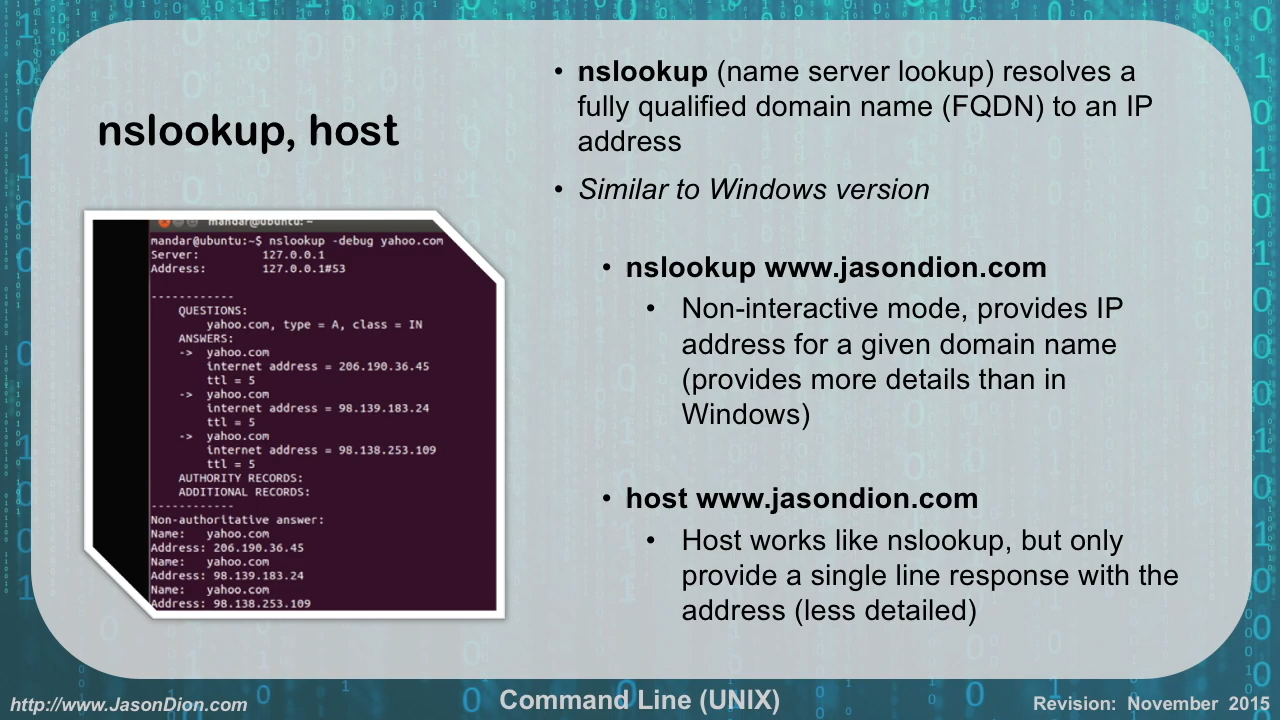 nslookup, host
mandar@ubuntu: ~
mandar@ubuntu:~$ nslookup -debug yahoo.com
Server: 127.0.0.1
Address: 127.0.0.1#53
------------
QUESTIONS:
yahoo.com, type = A, class = IN
ANSWERS:
-> yahoo.com
internet address = 206.190.36.45
ttl = 5
-> yahoo.com
internet address = 98.139.183.24
ttl = 5
-> yahoo.com
internet address = 98.138.253.109
ttl = 5
AUTHORITY RECORDS:
ADDITIONAL RECORDS:
------------
Non-authoritative answer:
Name: yahoo.com
Address: 206.190.36.45
Name: yahoo.com
Address: 98.139.183.24
Name: yahoo.com
Address: 98.138.253.109
• nslookup (name server lookup) resolves a
fully qualified domain name (FQDN) to an IP
address
• Similar to Windows version
• nslookup www.jasondion.com
• Non-interactive mode, provides IP
address for a given domain name
(provides more details than in
Windows)
• host www.jasondion.com
• Host works like nslookup, but only
provide a single line response with the
address (less detailed)
http://www.JasonDion.com
Command Line (UNIX)
Revision: November 2015